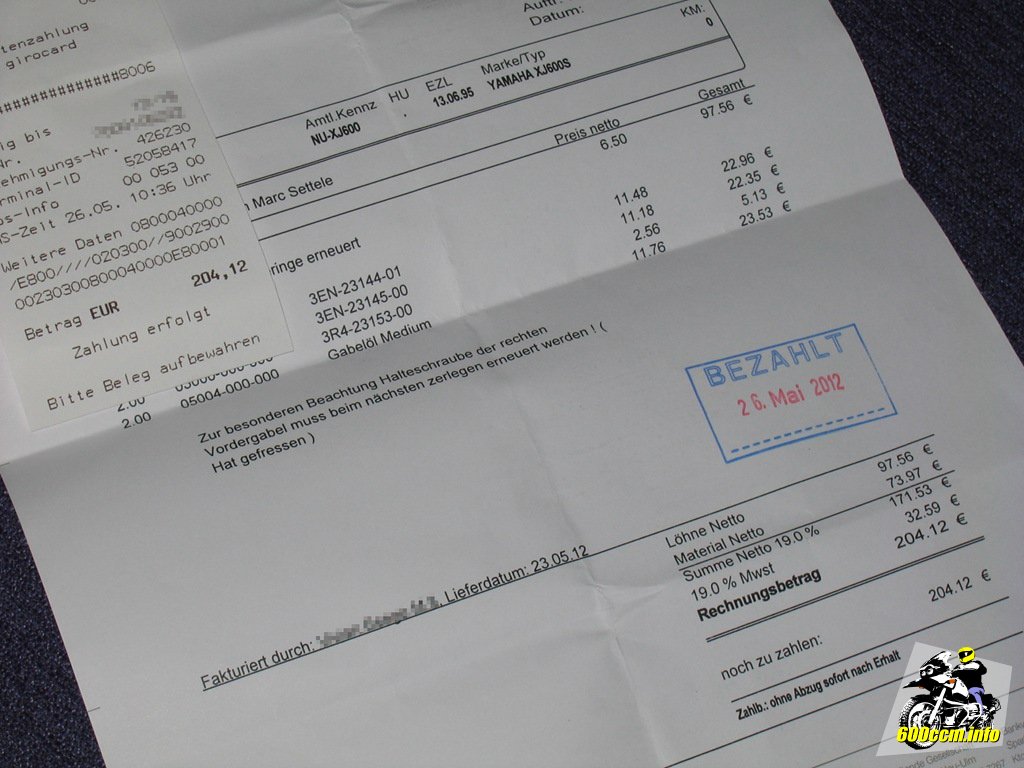 tenzahlung
girocard
#############8006
ig bis
Nr. 426230
ehmigungs-Nr. 52058417
rminal-ID 00 053 00
os-Info
AS-Zeit 26.05. 10:36 Uhr
Weitere Daten 0800040000
/EB00////020300//9002900
00230300800040000E80001
Betrag EUR 204,12
Zahlung erfolgt
Bitte Beleg aufbewahren
Auftr.
Datum:
KM:
0
Amtl.Kennz HU EZL Marke/Typ
NU-XJ600 . 13.06.95 YAMAHA XJ600S
Preis netto Gesamt
Marc Settele 6.50 97.56 €
ringe erneuert
3EN-23144-01 11.48 22.96 €
3EN-23145-00 11.18 22.35 €
3R4-23153-00 2.56 5.13 €
Gabelöl Medium 11.76 23.53 €
2.00 05000-000-000
2.00 05004-000-000
Zur besonderen Beachtung Halteschraube der rechten
Vordergabel muss beim nächsten zerlegen erneuert werden ! (
Hat gefressen )
BEZAHLT
26. Mai 2012
Löhne Netto 97.56 €
Material Netto 73.97 €
Summe Netto 19.0 % 171.53 €
19.0 % Mwst 32.59 €
Rechnungsbetrag 204.12 €
Fakturiert durch: , Lieferdatum: 23.05.12
noch zu zahlen: 204.12 €
Zahlb.: ohne Abzug sofort nach Erhalt
600ccm.info